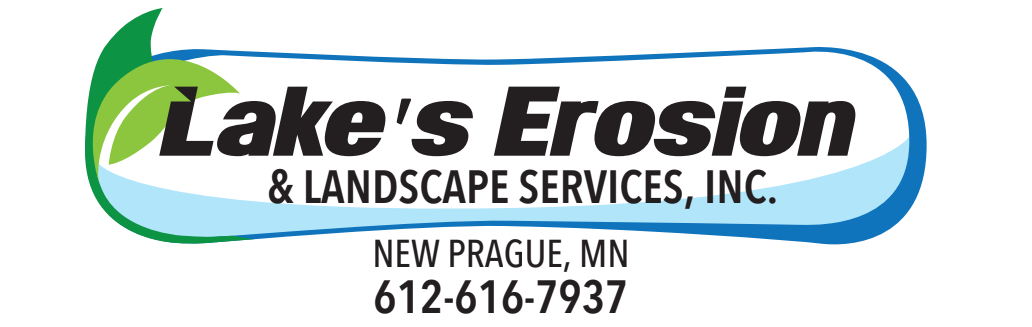 Lake's Erosion
& LANDSCAPE SERVICES, INC.
NEW PRAGUE, MN
612-616-7937